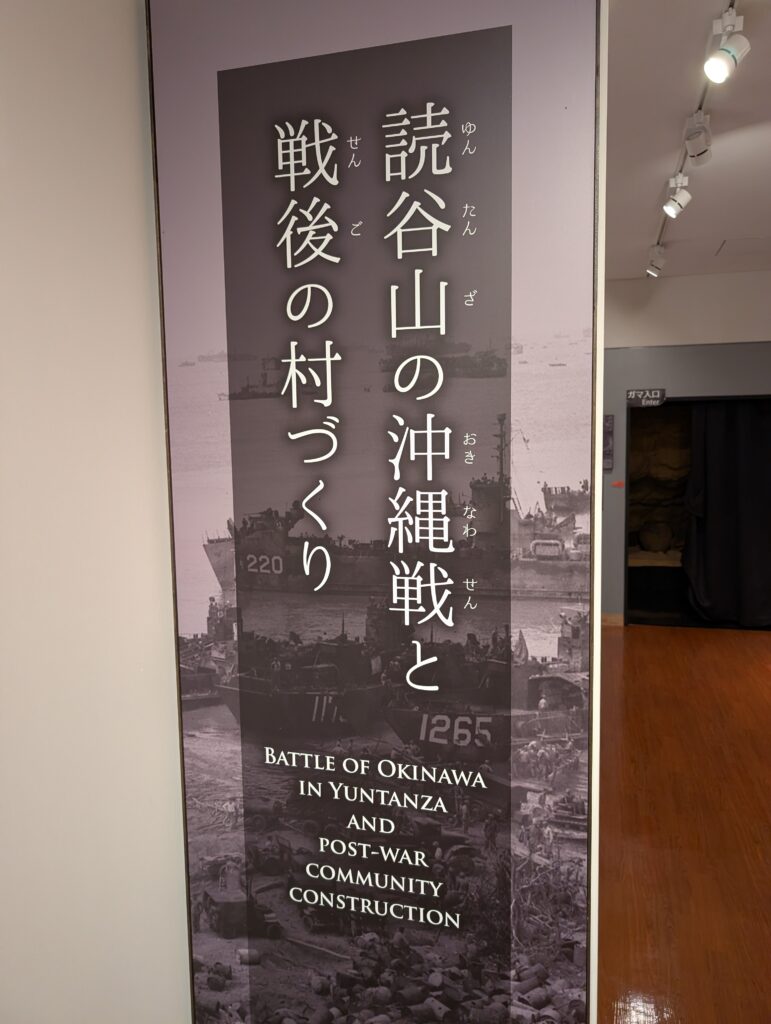 読谷山の沖縄戦と
ゆんたんざ
おきなわせん
戦後の村づくり
せんご
220
1265
BATTLE OF OKINAWA
IN YUNTANZA
AND
POST-WAR
COMMUNITY
CONSTRUCTION
ガマ入口
Enter